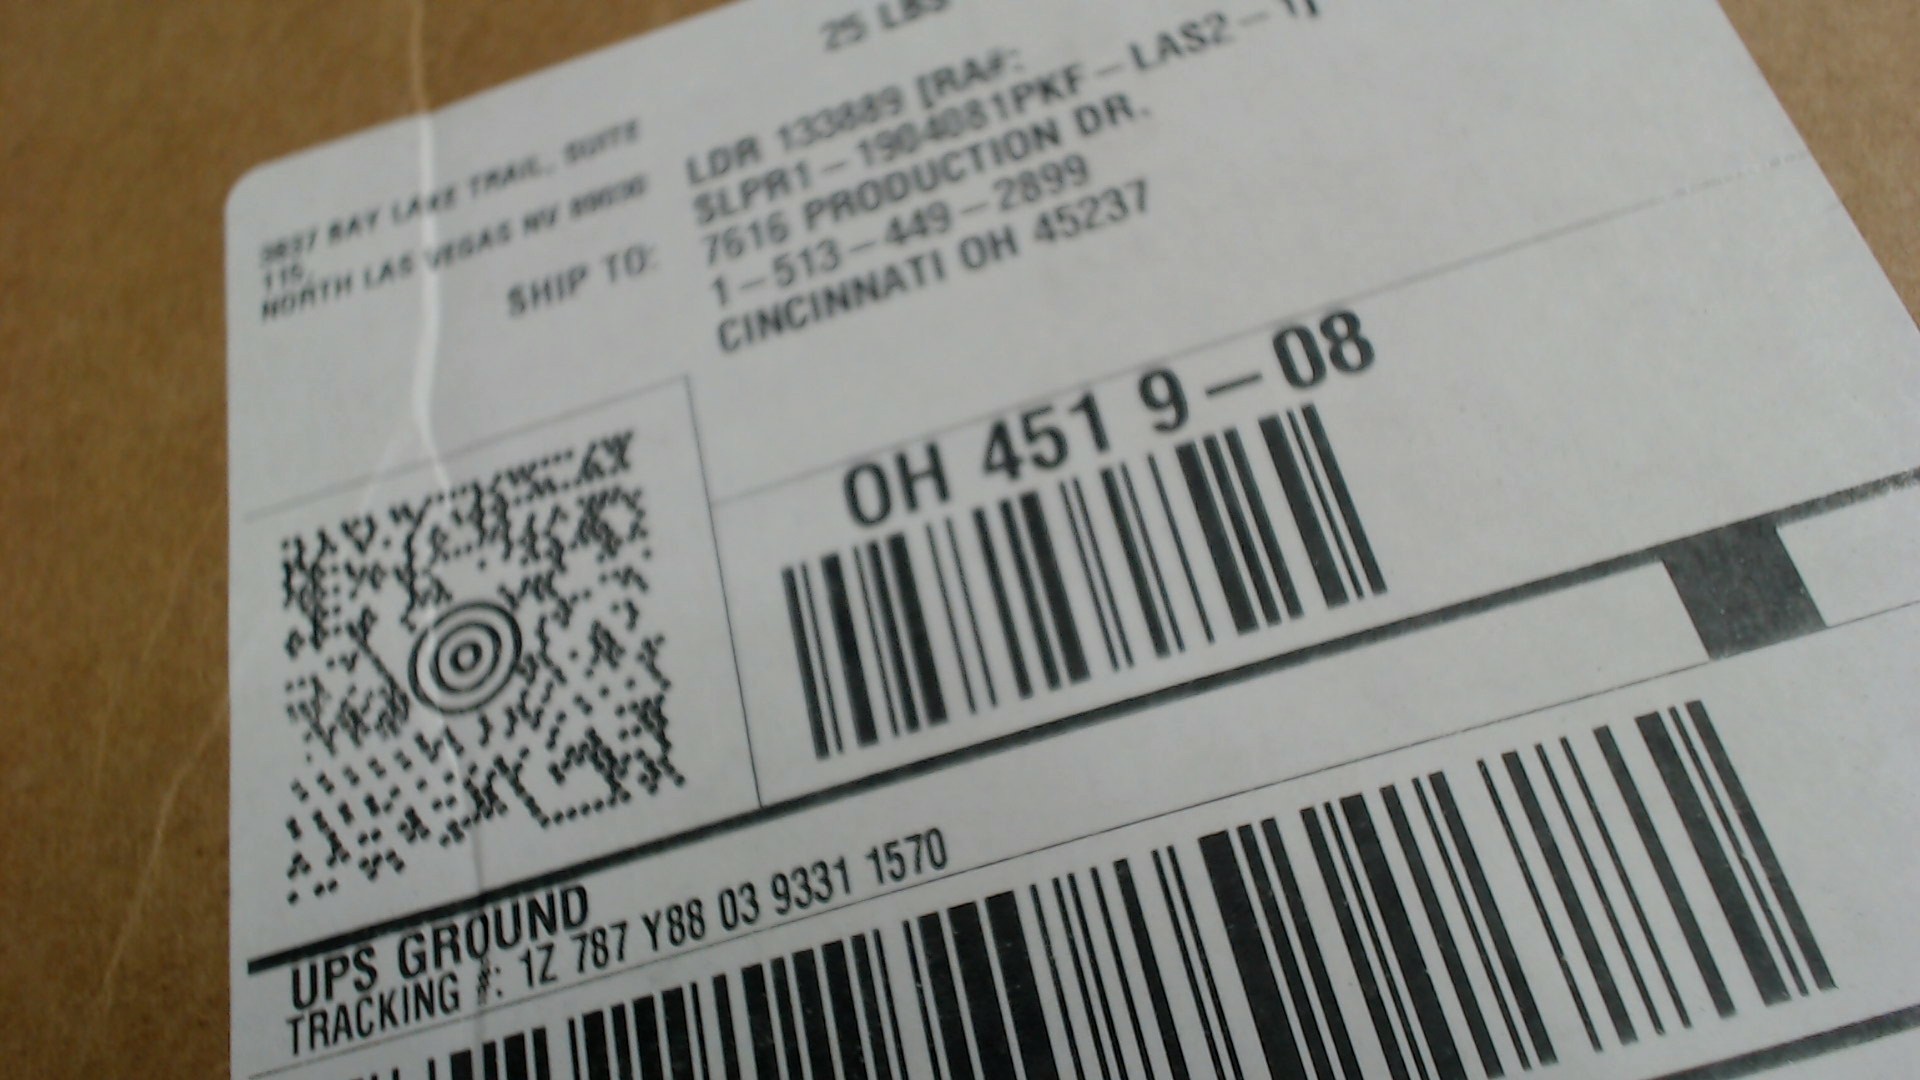 25 LBS
BAY LAKE TRAIL, SUITE
115
NORTH LAS VEGAS NV
SHIP TO:
LDR 133889 [RA#:
SLPR1-1904081PKF-LAS2-1]
7616 PRODUCTION DR.
1-513-449-2899
CINCINNATI OH 45237
OH 451 9-08
UPS GROUND
TRACKING #: 1Z 787 Y88 03 9331 1570